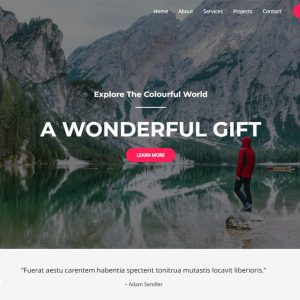 Home About Services Projects Contact
Explore The Colourful World
A WONDERFUL GIFT
LEARN MORE
"Fuerat aestu carentem habentia spectent tonitrua mutastis locavit liberioris."
– Adam Sendler